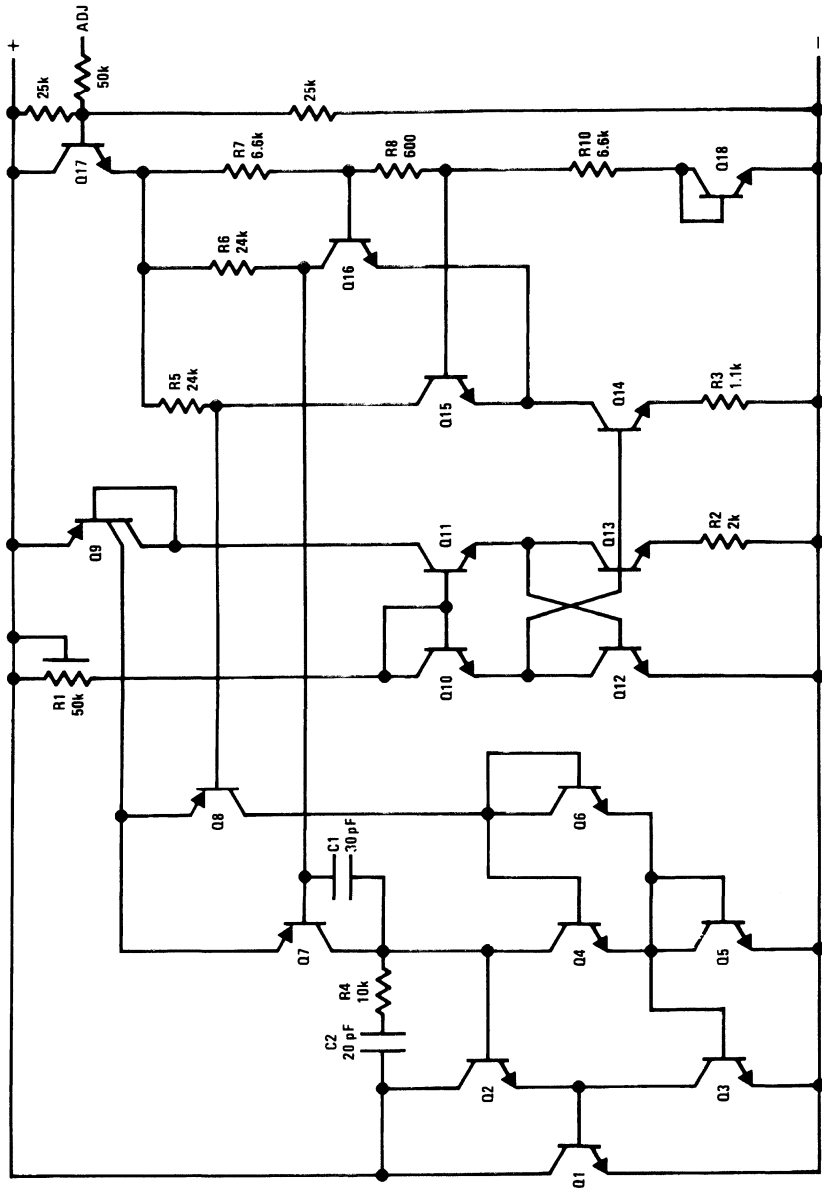 +
25k
50k
ADJ
Q17
25k
R7
6.6k
R8
600
R10
6.6k
Q18
R6
24k
Q16
R5
24k
Q15
Q14
R3
1.1k
Q9
Q11
Q13
R2
2k
R1
50k
Q10
Q12
Q8
Q6
C1
30 pF
Q7
Q4
Q5
R4
10k
C2
20 pF
Q2
Q3
Q1
−